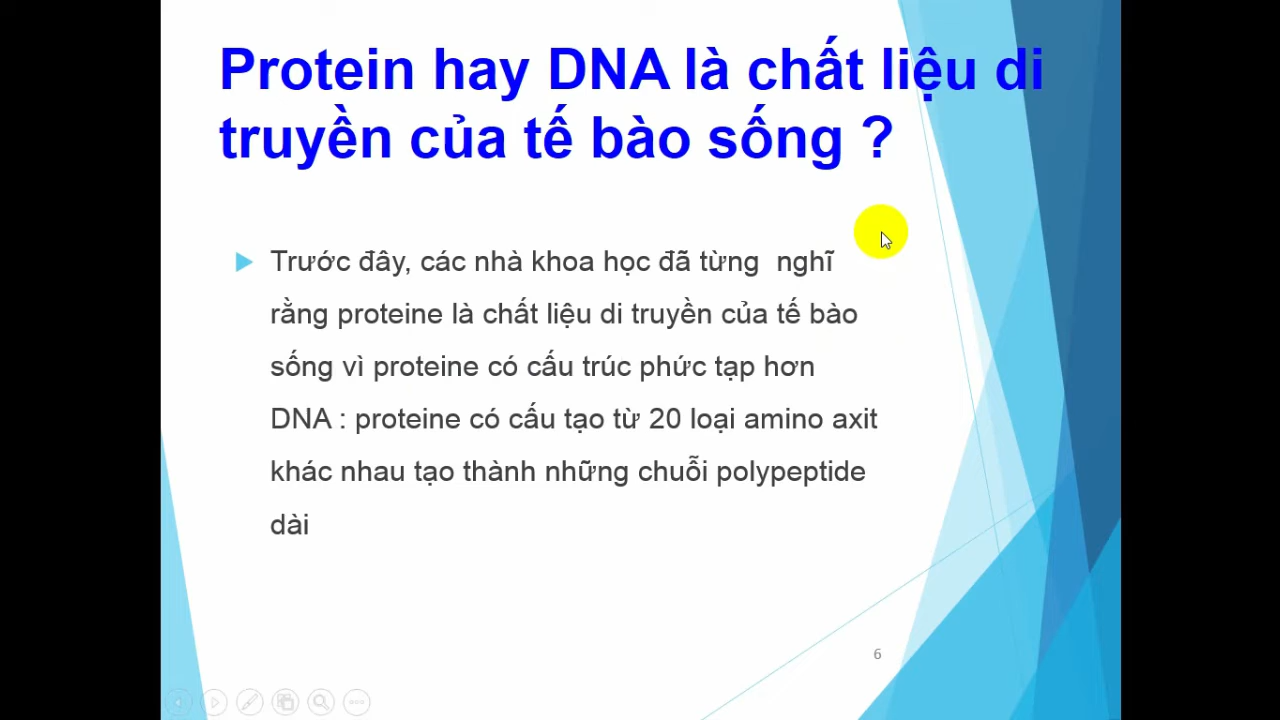 Protein hay DNA là chất liệu di
truyền của tế bào sống ?
Trước đây, các nhà khoa học đã từng nghĩ
rằng proteine là chất liệu di truyền của tế bào
sống vì proteine có cấu trúc phức tạp hơn
DNA : proteine có cấu tạo từ 20 loại amino axit
khác nhau tạo thành những chuỗi polypeptide
dài
6